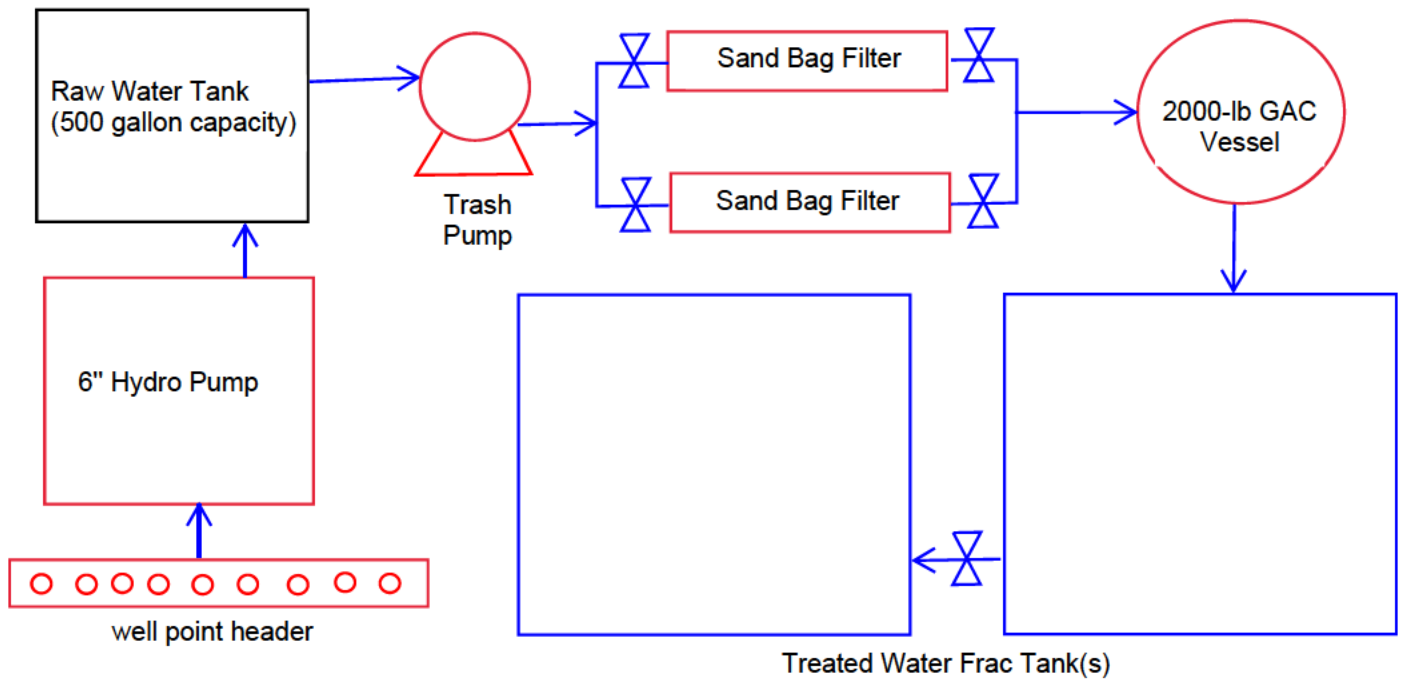 Raw Water Tank
(500 gallon capacity)
Trash
Pump
Sand Bag Filter
Sand Bag Filter
2000-lb GAC
Vessel
6" Hydro Pump
well point header
Treated Water Frac Tank(s)